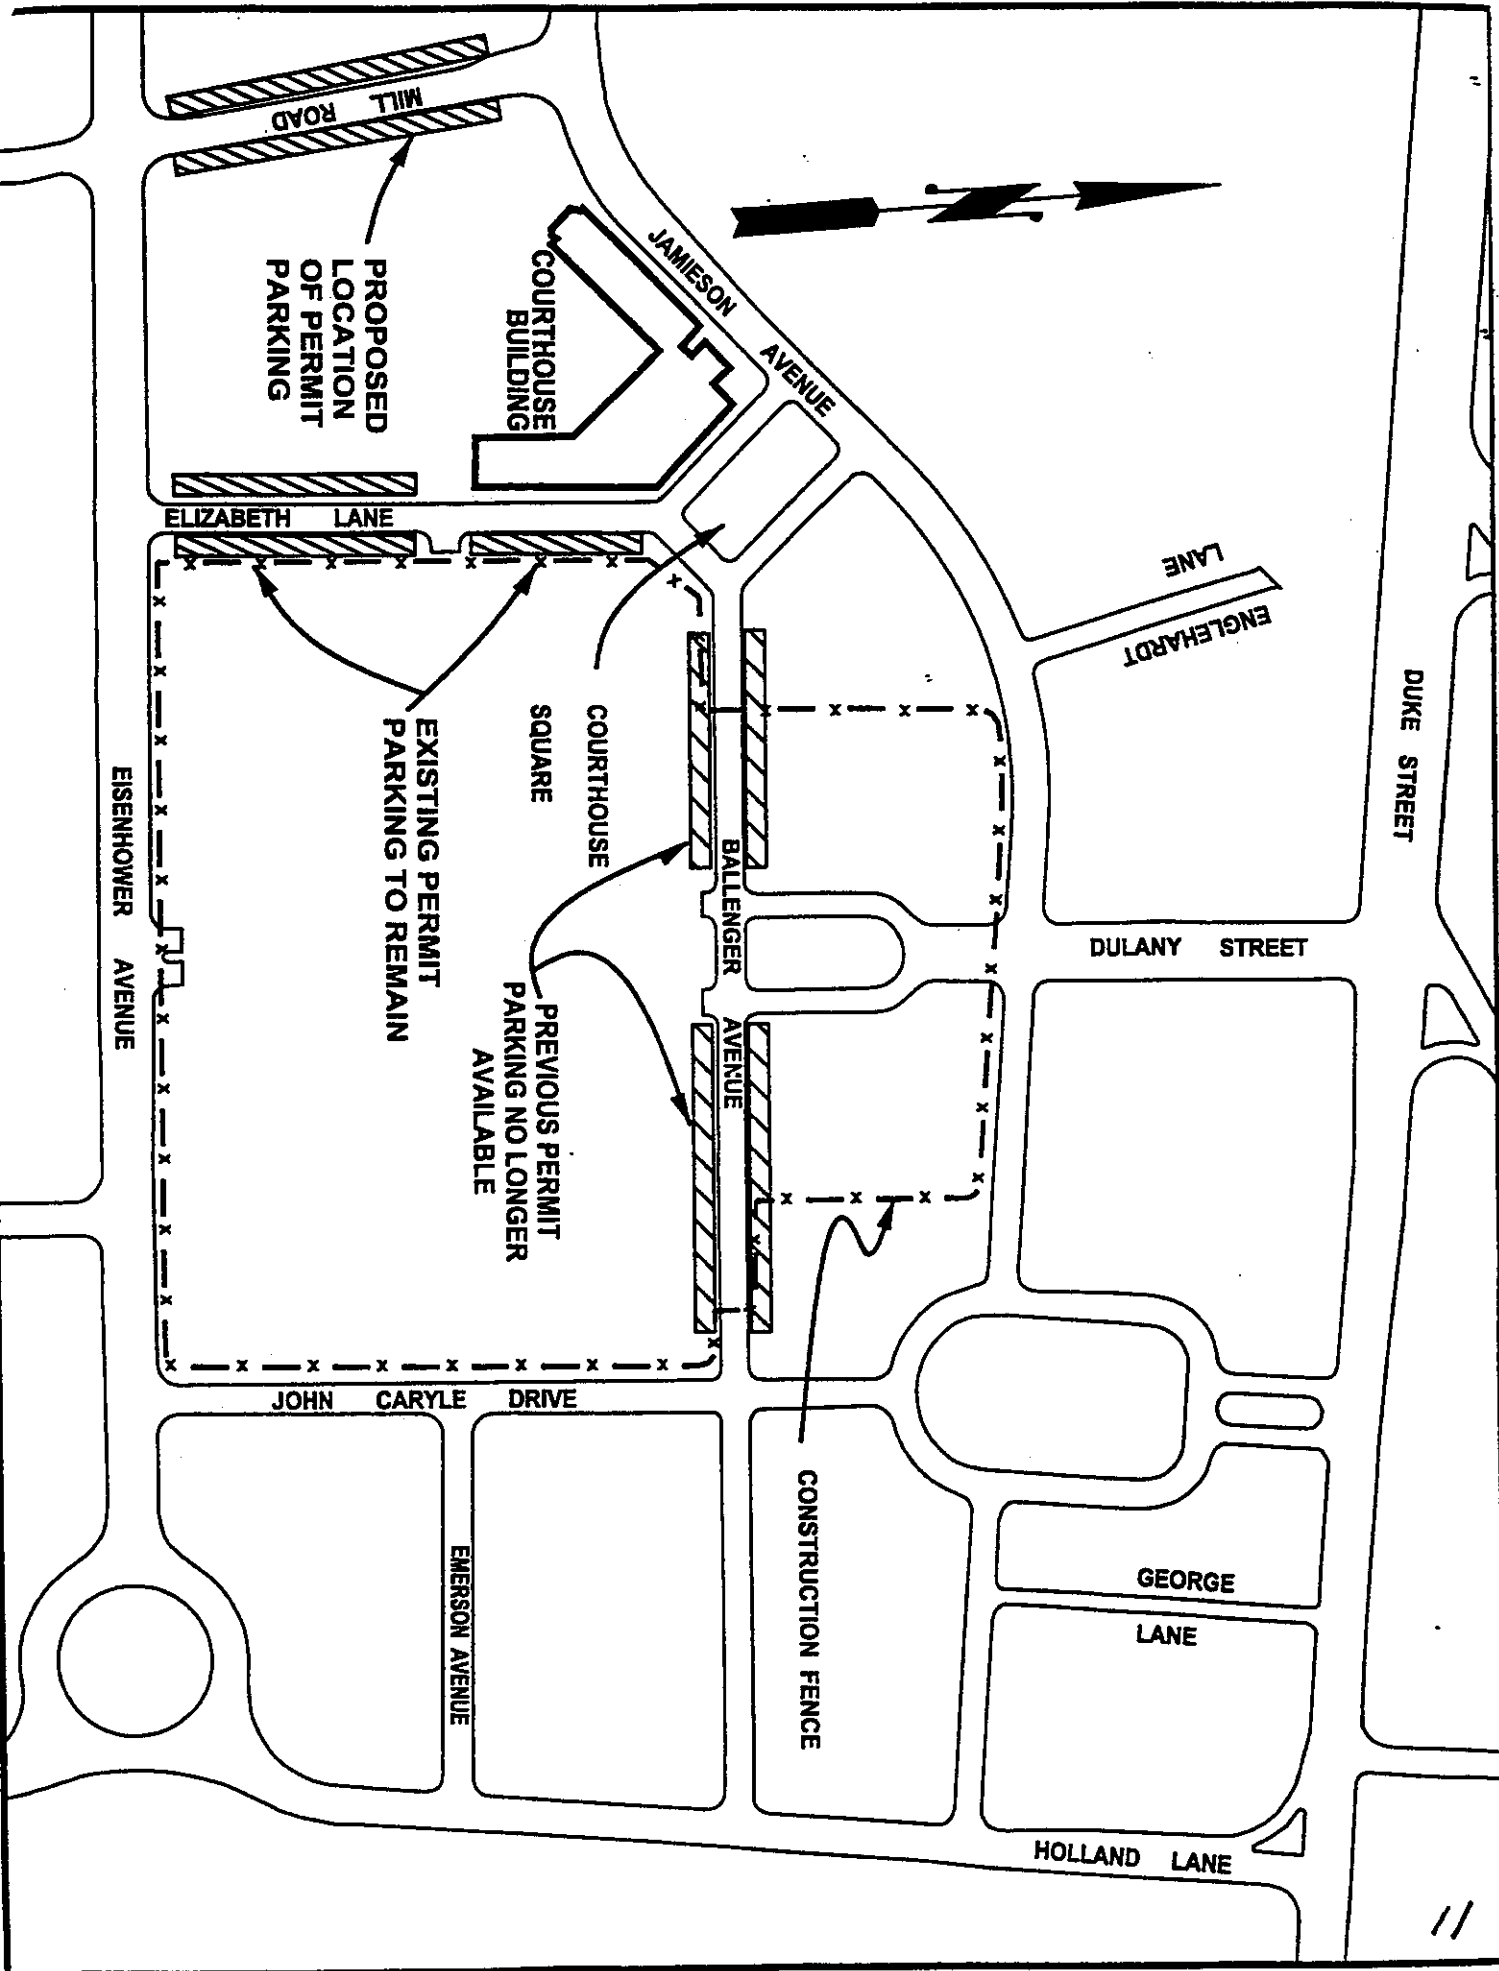 MILL ROAD
PROPOSED
LOCATION
OF PERMIT
PARKING
COURTHOUSE
BUILDING
JAMIESON AVENUE
ELIZABETH LANE
LANE
ENGLEHARDT
DUKE STREET
COURTHOUSE
SQUARE
EXISTING PERMIT
PARKING TO REMAIN
EISENHOWER AVENUE
BALLENGER AVENUE
DULANY STREET
PREVIOUS PERMIT
PARKING NO LONGER
AVAILABLE
JOHN CARYLE DRIVE
CONSTRUCTION FENCE
EMERSON AVENUE
GEORGE
LANE
HOLLAND LANE
11